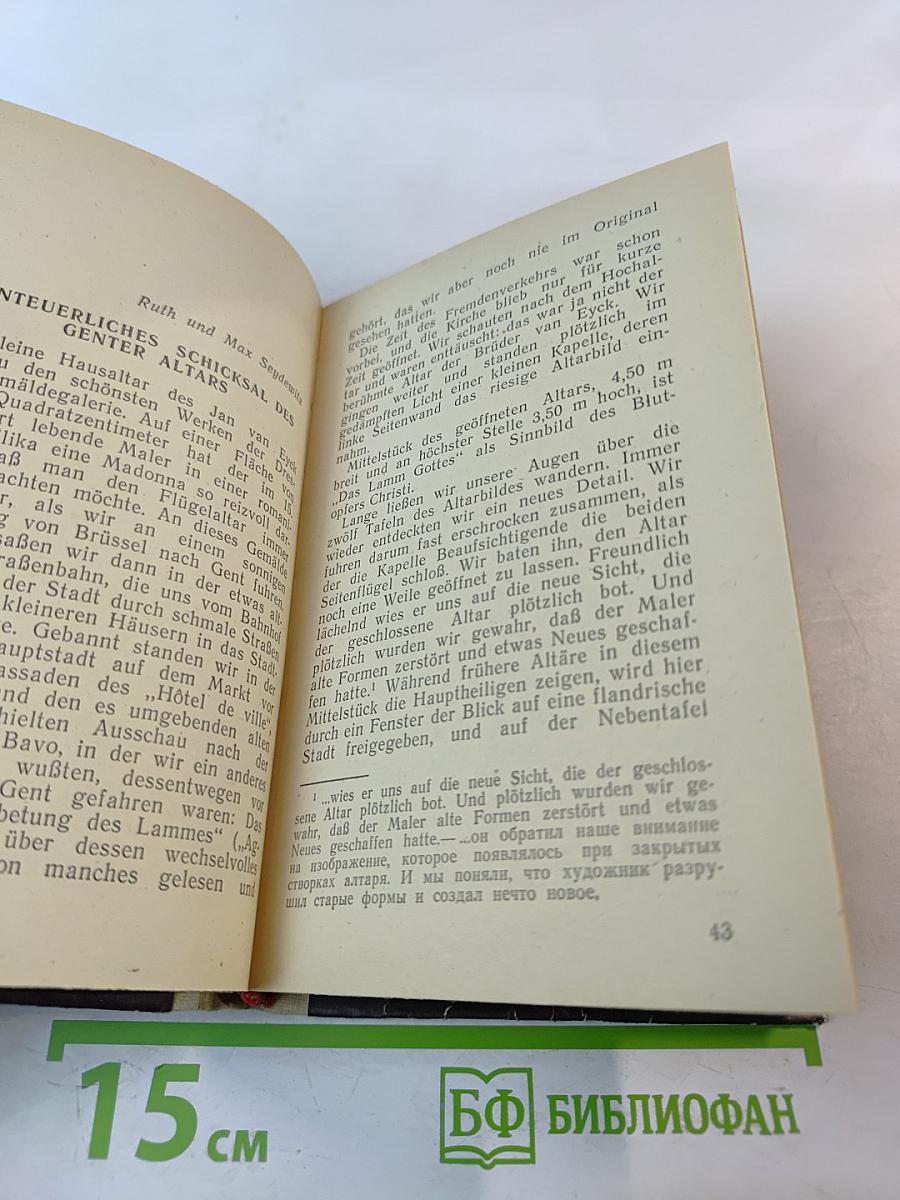 Ruth und Max Seydewitz
NTEUERLICHES SCHICKSAL DES
GENTER ALTARS
leine Hausaltar des Jan van Eyck
u den schönsten Werken der Dres-
mäldegalerie. Auf einer Fläche von
Quadratzentimeter hat der im 15.
rt lebende Maler in einer romani-
ilika eine Madonna so reizvoll dar-
aß man den Flügelaltar immer
achten möchte. An dieses Gemälde
r, als wir an einem sonnigen
g von Brüssel nach Gent fuhren.
saßen wir dann in der etwas alt-
raßenbahn, die uns vom Bahnhof
der Stadt durch schmale Straßen
kleineren Häusern in das Stadt-
e. Gebannt standen wir in der
auptstadt auf dem Markt vor
assaden des „Hôtel de ville“,
und den es umgebenden alten
hielten Ausschau nach der
Bavo, in der wir ein anderes
wußten, dessentwegen vor
Gent gefahren waren: Das
betung des Lammes“ („Ag-
über dessen wechselvolles
on manches gelesen und
gehört, das wir aber noch nie im Original
gesehen hatten.
Die Zeit des Fremdenverkehrs war schon
vorbei, und die Kirche blieb nur für kurze
Zeit geöffnet. Wir schauten nach dem Hochal-
tar und waren enttäuscht: das war ja nicht der
berühmte Altar der Brüder van Eyck. Wir
gingen weiter und standen plötzlich im
gedämpften Licht einer kleinen Kapelle, deren
linke Seitenwand das riesige Altarbild ein-
nahm.
Mittelstück des geöffneten Altars, 4,50 m
breit und an höchster Stelle 3,50 m hoch, ist
„Das Lamm Gottes“ als Sinnbild des Blut-
opfers Christi.
Lange ließen wir unsere Augen über die
zwölf Tafeln des Altarbildes wandern. Immer
wieder entdeckten wir ein neues Detail. Wir
fuhren darum fast erschrocken zusammen, als
der die Kapelle Beaufsichtigende die beiden
Seitenflügel schloß. Wir baten ihn, den Altar
noch eine Weile geöffnet zu lassen. Freundlich
lächelnd wies er uns auf die neue Sicht, die
der geschlossene Altar plötzlich bot. Und
plötzlich wurden wir gewahr, daß der Maler
alte Formen zerstört und etwas Neues geschaf-
fen hatte.¹ Während frühere Altäre in diesem
Mittelstück die Hauptheiligen zeigen, wird hier
durch ein Fenster der Blick auf eine flandrische
Stadt freigegeben, und auf der Nebentafel
¹ ...wies er uns auf die neue Sicht, die der geschlos-
sene Altar plötzlich bot. Und plötzlich wurden wir ge-
wahr, daß der Maler alte Formen zerstört und etwas
Neues geschaffen hatte.— ...он обратил наше внимание
на изображение, которое появлялось при закрытых
створках алтаря. И мы поняли, что художник разру-
шил старые формы и создал нечто новое.
43
15 см
БФ БИБЛИОФАН